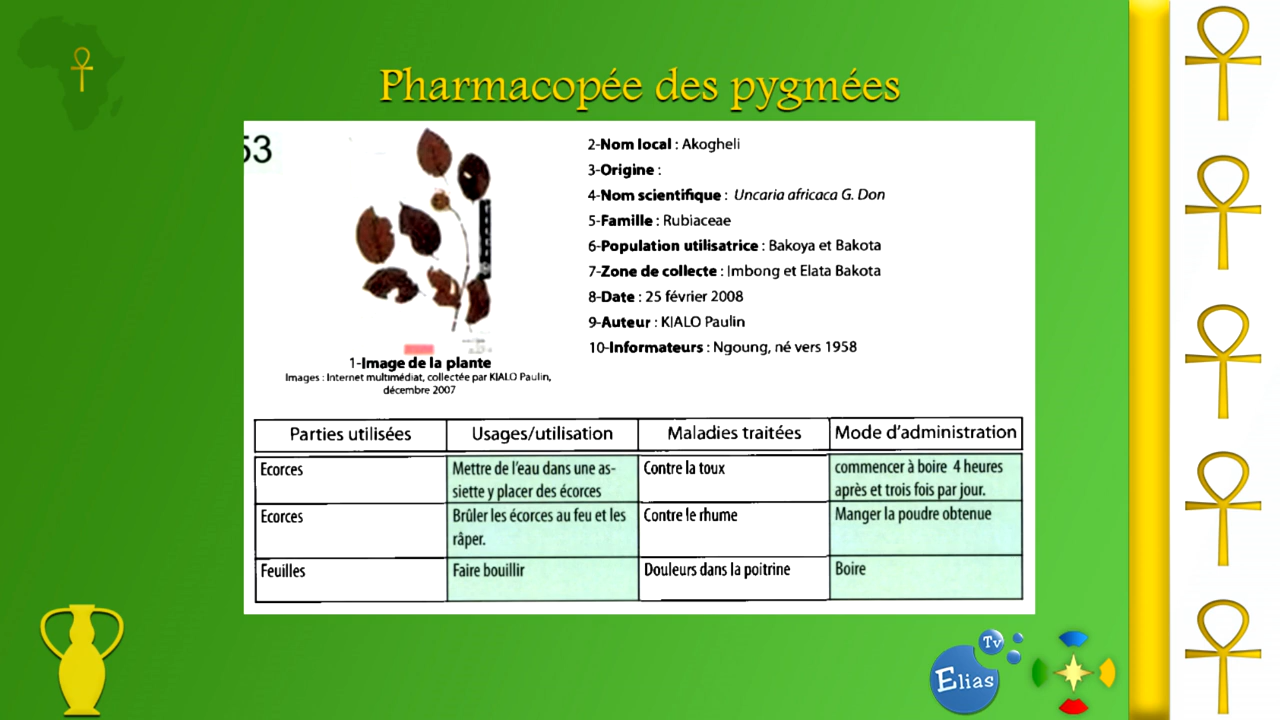 Pharmacopée des pygmées
53
2-Nom local : Akogheli
3-Origine :
4-Nom scientifique : Uncaria africaca G. Don
5-Famille : Rubiaceae
6-Population utilisatrice : Bakoya et Bakota
7-Zone de collecte : Imbong et Elata Bakota
8-Date : 25 février 2008
9-Auteur : KIALO Paulin
10-Informateurs : Ngoung, né vers 1958
1-Image de la plante
Images : Internet multimédiat, collectée par KIALO Paulin,
décembre 2007
Parties utilisées Usages/utilisation Maladies traitées Mode d'administration
Ecorces Mettre de l'eau dans une as-
siette y placer des écorces Contre la toux commencer à boire 4 heures
après et trois fois par jour.
Ecorces Brûler les écorces au feu et les
râper. Contre le rhume Manger la poudre obtenue
Feuilles Faire bouillir Douleurs dans la poitrine Boire
Tv
Elias